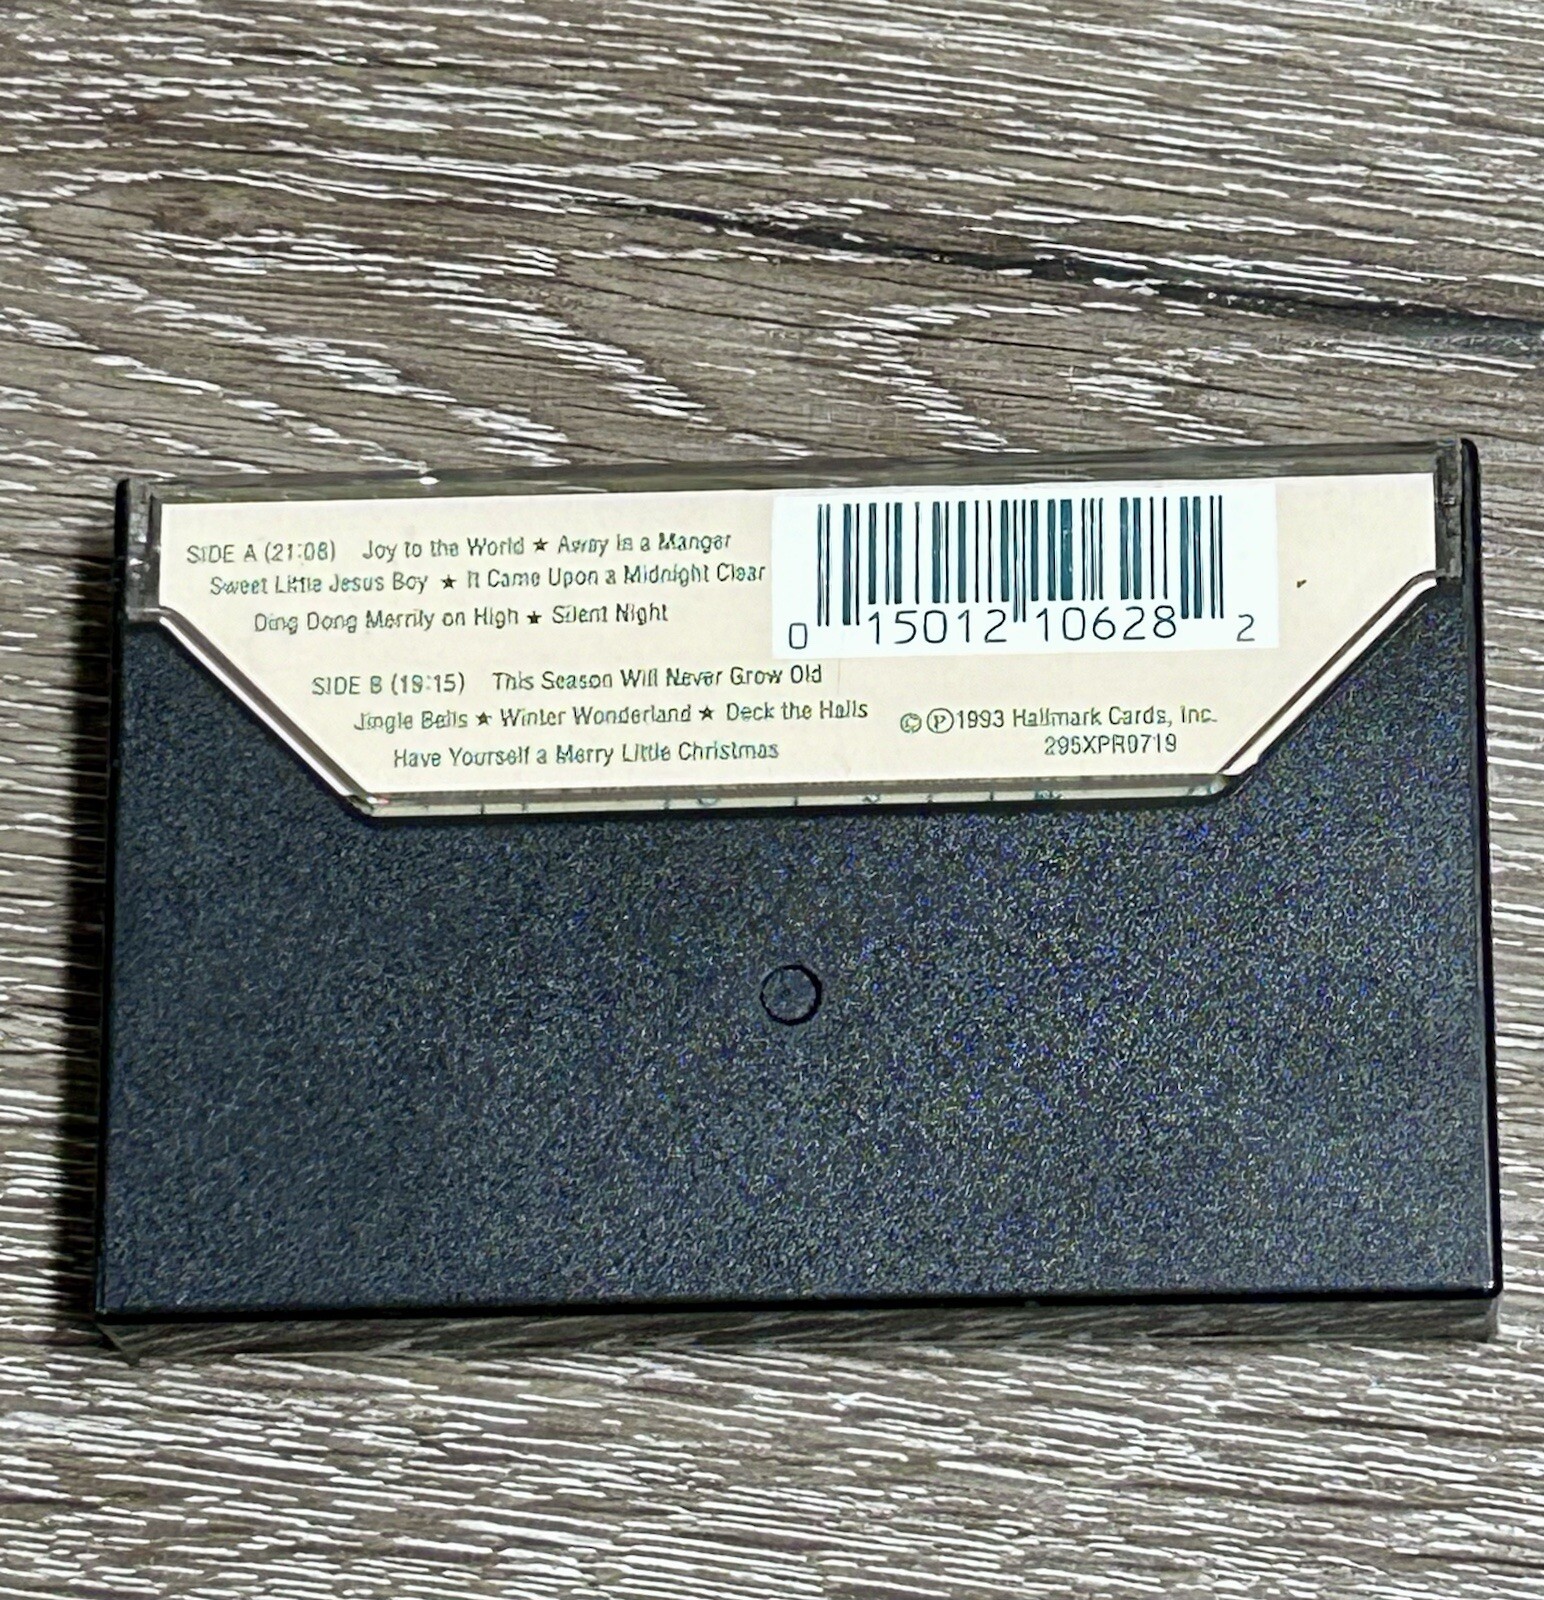 SIDE A (21:08) Joy to the World ★ Away in a Manger
Sweet Little Jesus Boy ★ It Came Upon a Midnight Clear
Ding Dong Merrily on High ★ Silent Night
0 15012 10628 2
SIDE B (19:15) This Season Will Never Grow Old
Jingle Bells ★ Winter Wonderland ★ Deck the Halls
Have Yourself a Merry Little Christmas
© ℗ 1993 Hallmark Cards, Inc.
295XPR0719